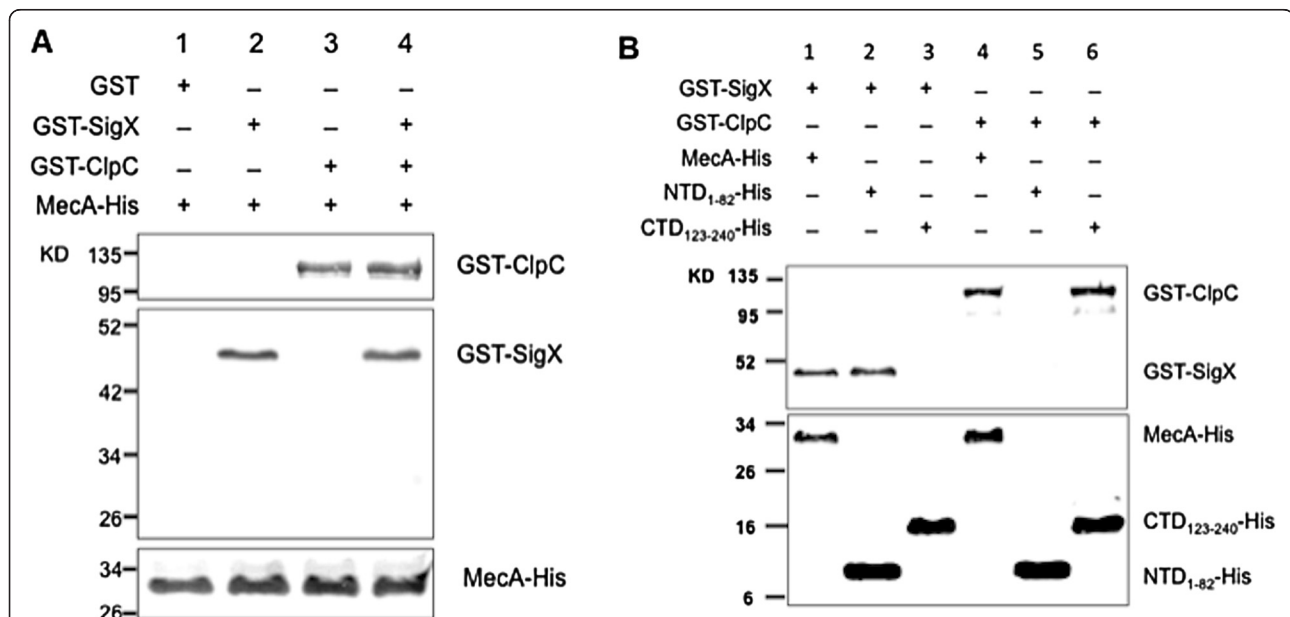 A 1 2 3 4
GST + – – –
GST-SigX – + – +
GST-ClpC – – + +
MecA-His + + + +
KD 135
95
GST-ClpC
52
42
34
26
GST-SigX
34
26
MecA-His
B 1 2 3 4 5 6
GST-SigX + + + – – –
GST-ClpC – – – + + +
MecA-His + – – + – –
NTD1-82-His – + – – + –
CTD123-240-His – – + – – +
KD 135
95
52
GST-ClpC
GST-SigX
34
26
16
6
MecA-His
CTD123-240-His
NTD1-82-His